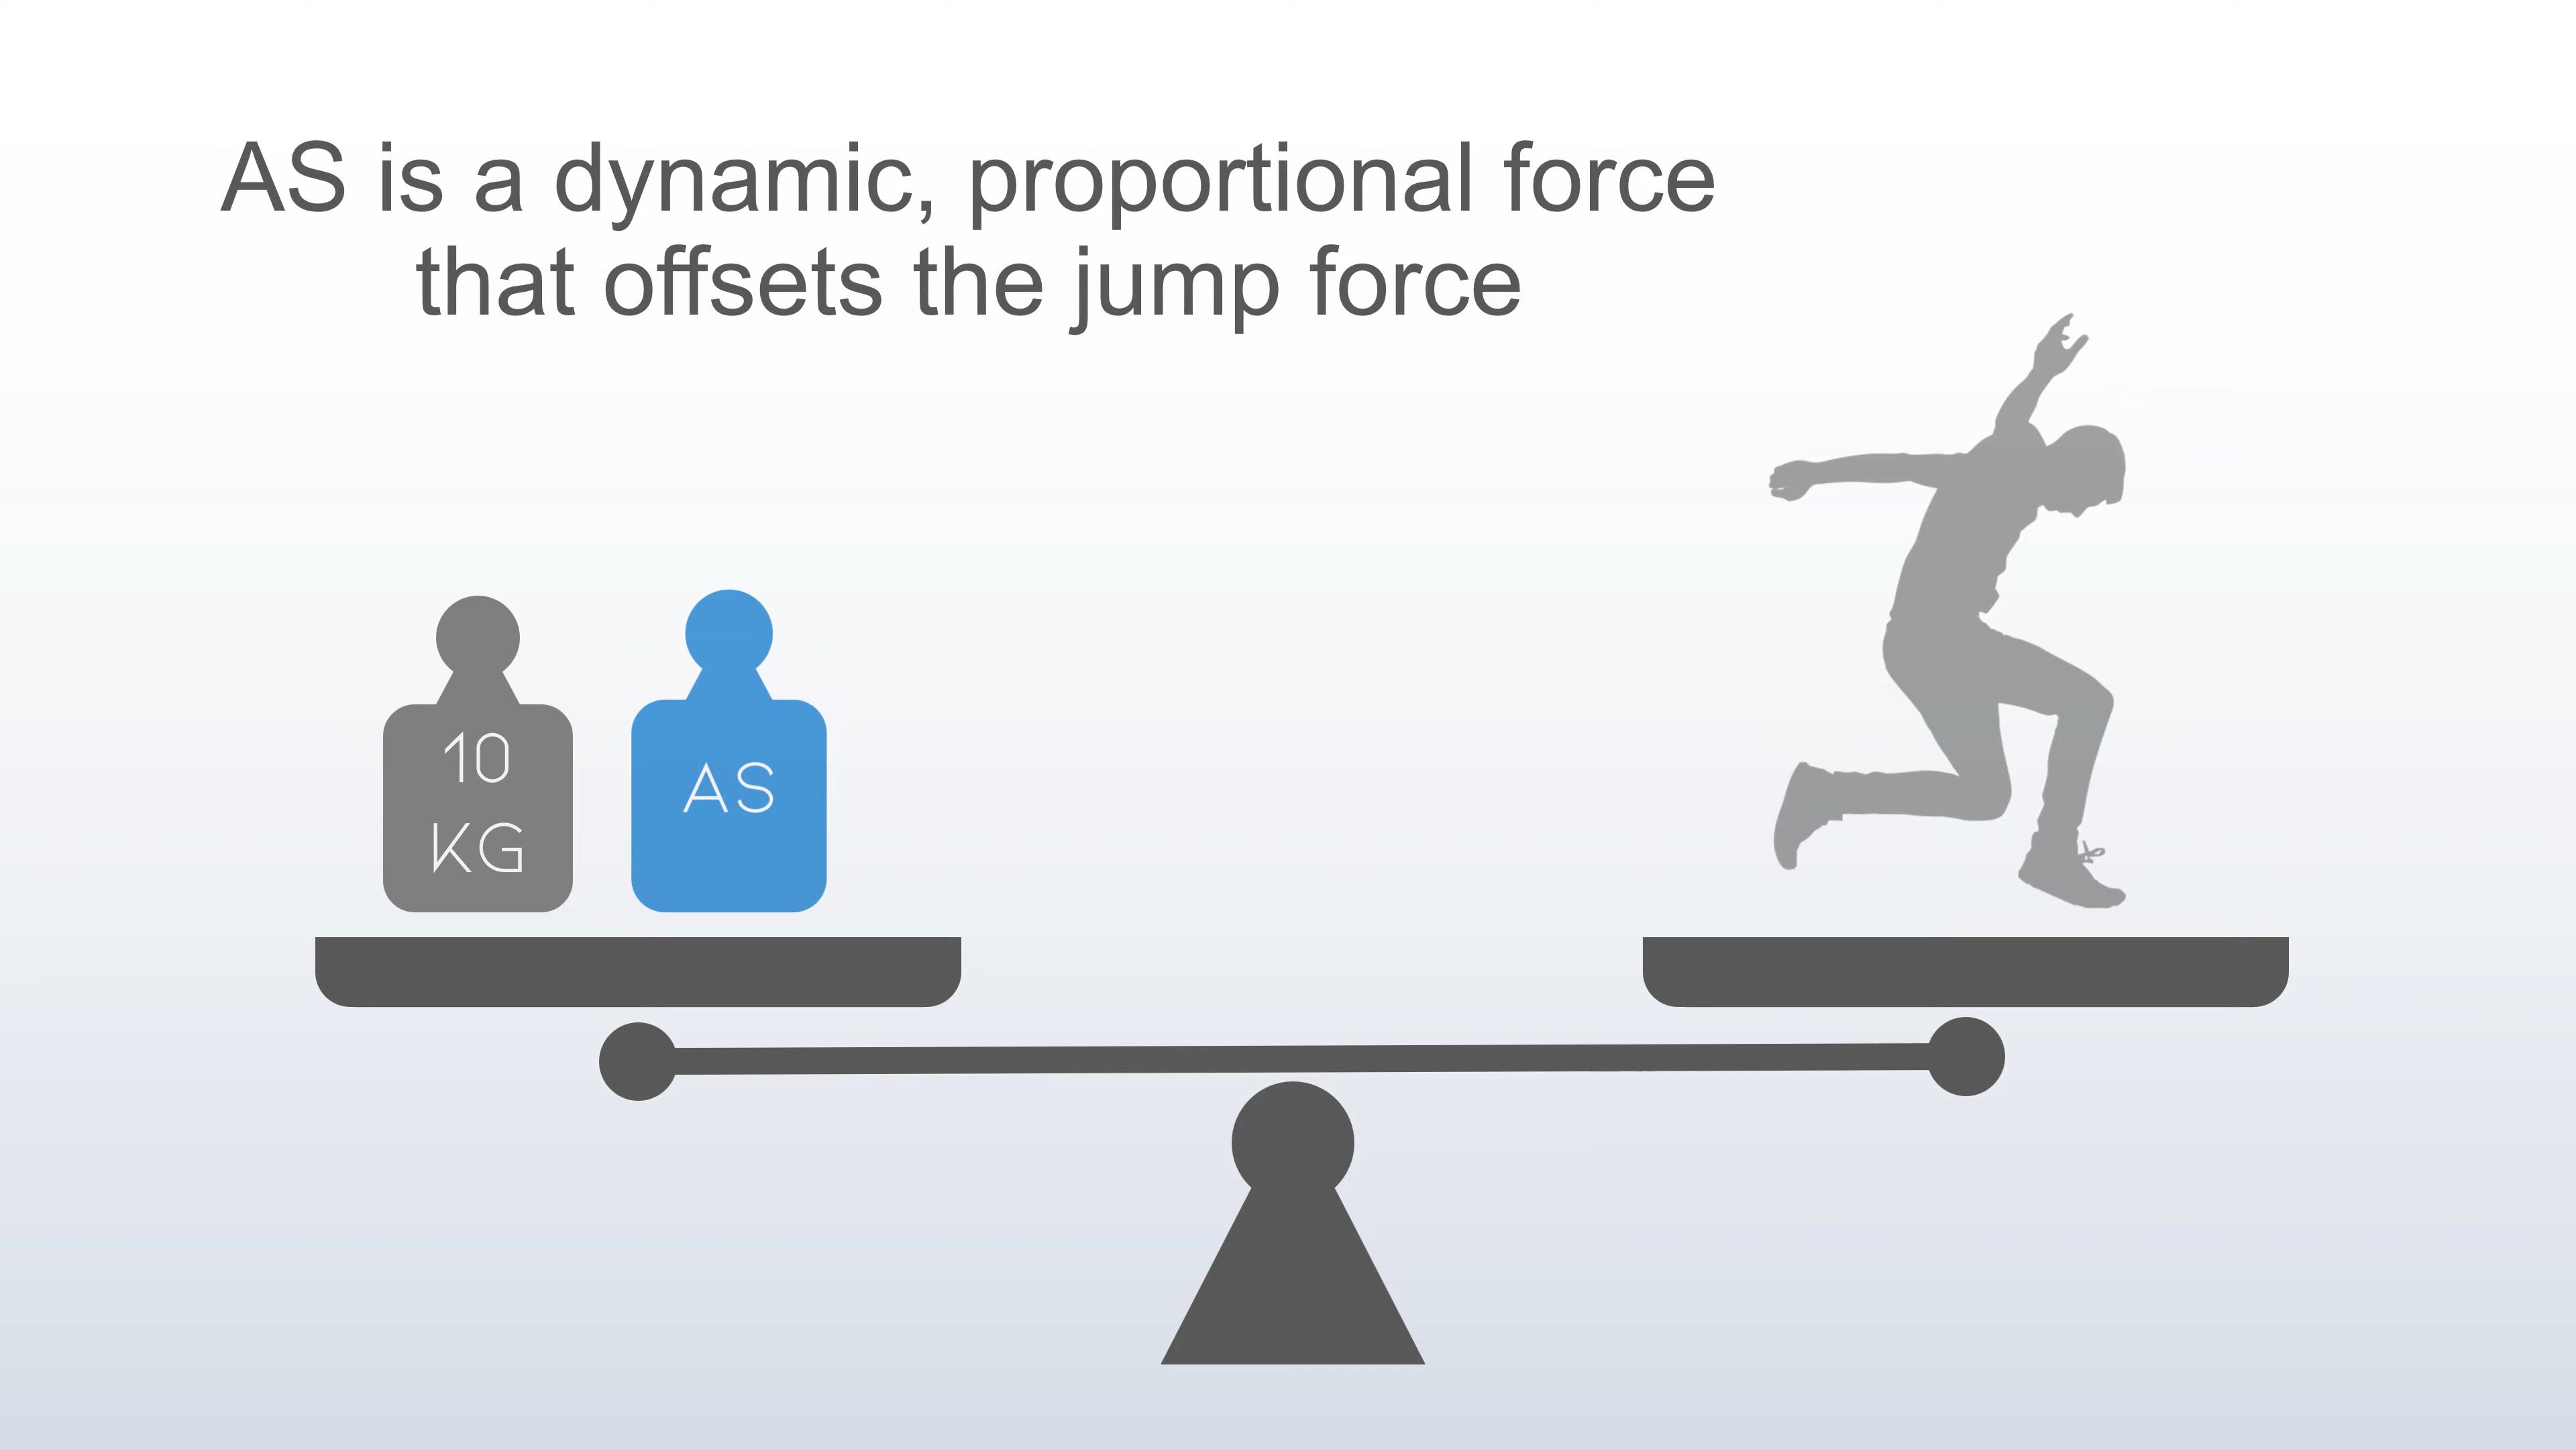 AS is a dynamic, proportional force
that offsets the jump force
10
KG
AS